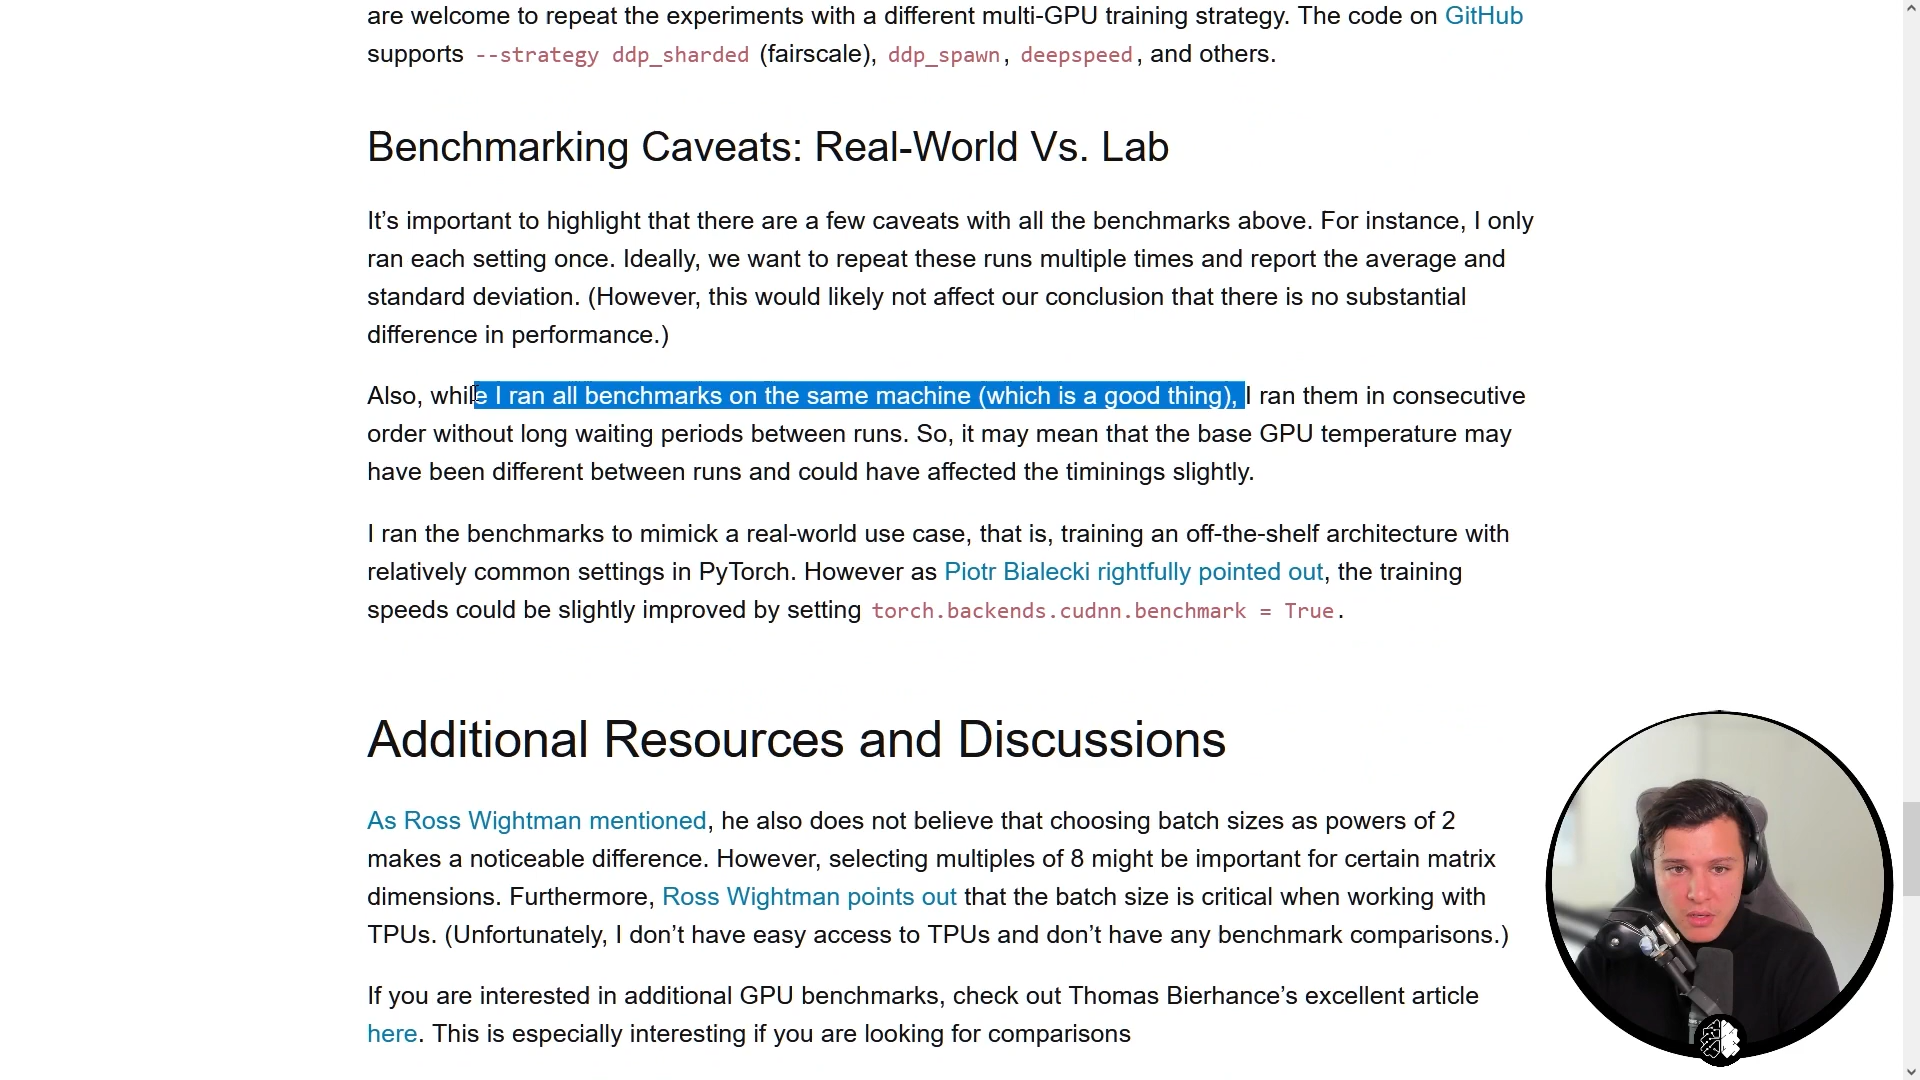 are welcome to repeat the experiments with a different multi-GPU training strategy. The code on GitHub
supports --strategy ddp_sharded (fairscale), ddp_spawn, deepspeed, and others.
Benchmarking Caveats: Real-World Vs. Lab
It’s important to highlight that there are a few caveats with all the benchmarks above. For instance, I only
ran each setting once. Ideally, we want to repeat these runs multiple times and report the average and
standard deviation. (However, this would likely not affect our conclusion that there is no substantial
difference in performance.)
Also, while I ran all benchmarks on the same machine (which is a good thing), I ran them in consecutive
order without long waiting periods between runs. So, it may mean that the base GPU temperature may
have been different between runs and could have affected the timinings slightly.
I ran the benchmarks to mimick a real-world use case, that is, training an off-the-shelf architecture with
relatively common settings in PyTorch. However as Piotr Bialecki rightfully pointed out, the training
speeds could be slightly improved by setting torch.backends.cudnn.benchmark = True.
Additional Resources and Discussions
As Ross Wightman mentioned, he also does not believe that choosing batch sizes as powers of 2
makes a noticeable difference. However, selecting multiples of 8 might be important for certain matrix
dimensions. Furthermore, Ross Wightman points out that the batch size is critical when working with
TPUs. (Unfortunately, I don’t have easy access to TPUs and don’t have any benchmark comparisons.)
If you are interested in additional GPU benchmarks, check out Thomas Bierhance’s excellent article
here. This is especially interesting if you are looking for comparisons